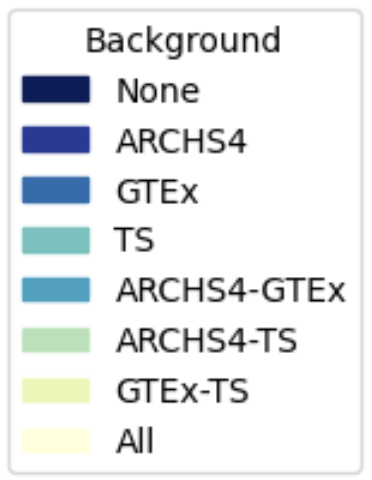 Background
None
ARCHS4
GTEx
TS
ARCHS4-GTEx
ARCHS4-TS
GTEx-TS
All